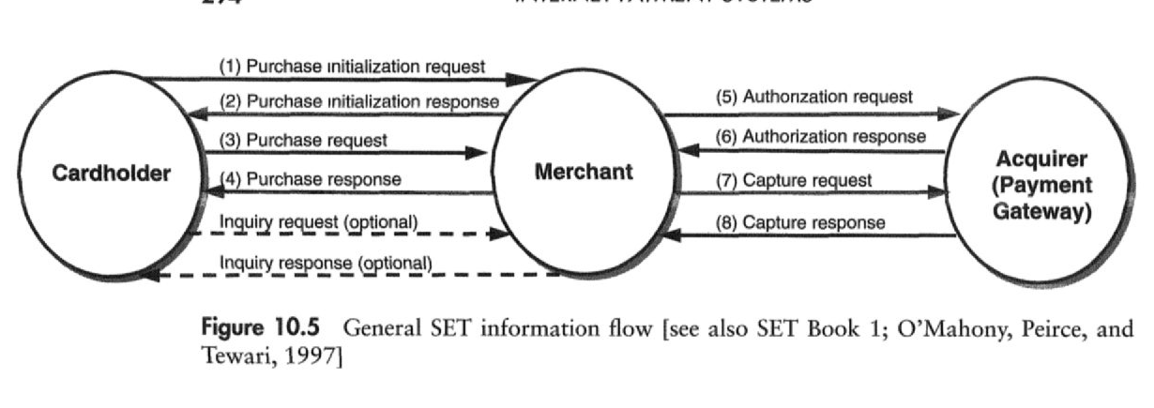 (1) Purchase initialization request
(2) Purchase initialization response
(3) Purchase request
(4) Purchase response
Inquiry request (optional)
Inquiry response (optional)
Cardholder
Merchant
(5) Authorization request
(6) Authorization response
(7) Capture request
(8) Capture response
Acquirer
(Payment
Gateway)
Figure 10.5 General SET information flow [see also SET Book 1; O'Mahony, Peirce, and
Tewari, 1997]